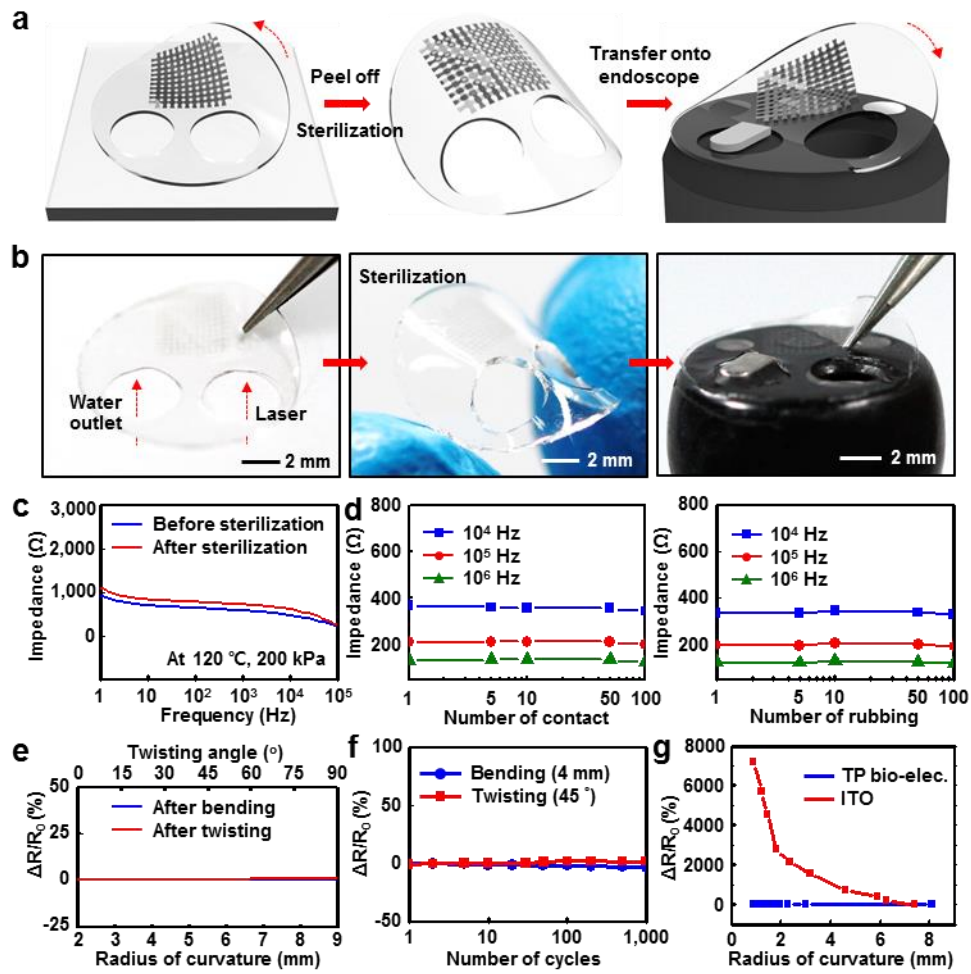 a
Peel off
Sterilization
Transfer onto
endoscope
b
Water
outlet
Laser
2 mm
Sterilization
2 mm
2 mm
c
Impedance (Ω)
3,000
2,000
1,000
0
Before sterilization
After sterilization
At 120 ℃, 200 kPa
1 10 10² 10³ 10⁴ 10⁵
Frequency (Hz)
d
Impedance (Ω)
800
600
400
200
10⁴ Hz
10⁵ Hz
10⁶ Hz
1 5 10 50 100
Number of contact
Impedance (Ω)
800
600
400
200
10⁴ Hz
10⁵ Hz
10⁶ Hz
1 5 10 50 100
Number of rubbing
e
Twisting angle (°)
0 15 30 45 60 75 90
ΔR/R₀ (%)
50
25
0
-25
After bending
After twisting
2 3 4 5 6 7 8 9
Radius of curvature (mm)
f
ΔR/R₀ (%)
100
50
0
-50
Bending (4 mm)
Twisting (45˚)
1 10 100 1,000
Number of cycles
g
ΔR/R₀ (%)
8000
6000
4000
2000
0
TP bio-elec.
ITO
0 2 4 6 8
Radius of curvature (mm)